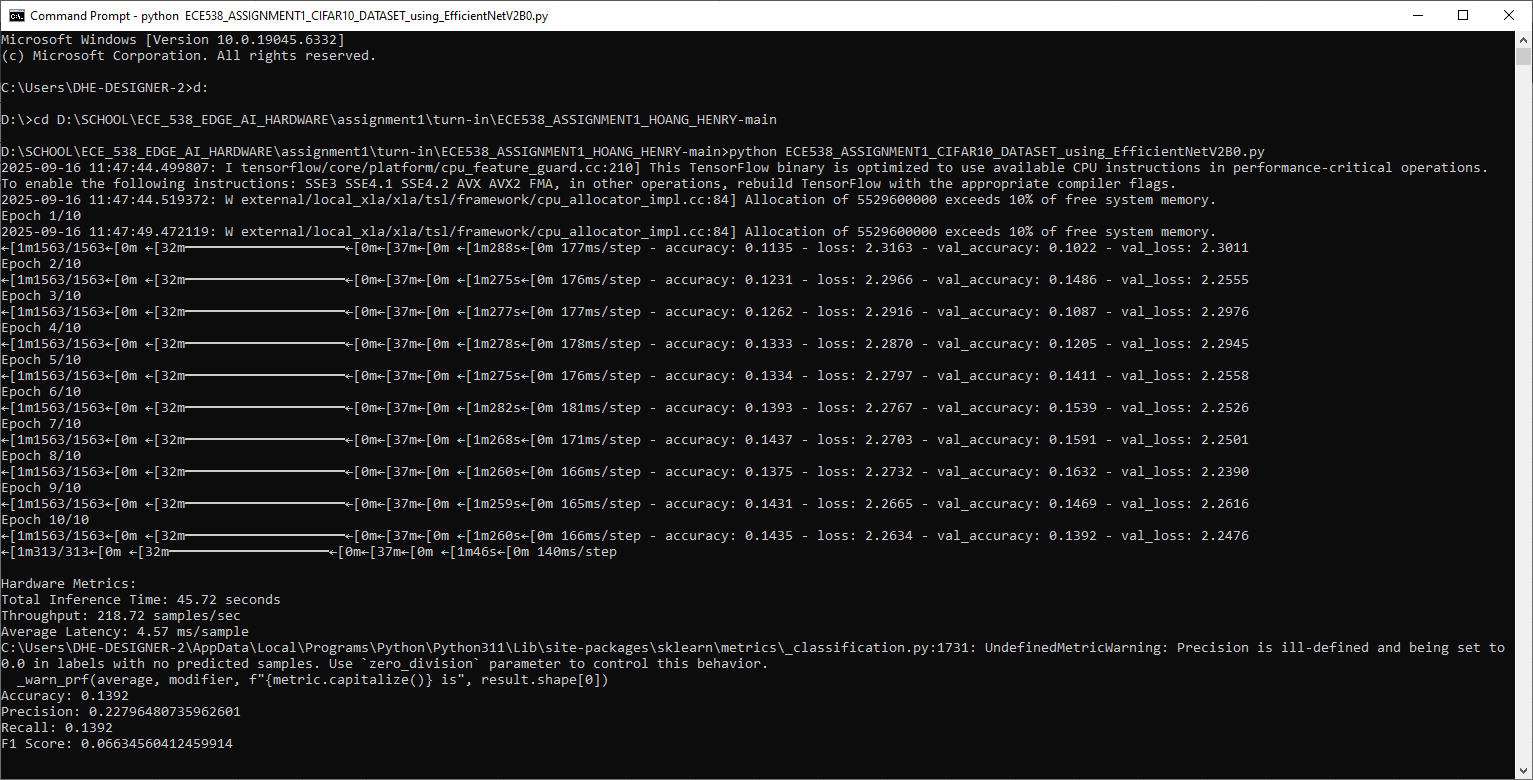 Command Prompt - python  ECE538_ASSIGNMENT1_CIFAR10_DATASET_using_EfficientNetV2B0.py
Microsoft Windows [Version 10.0.19045.6332]
(c) Microsoft Corporation. All rights reserved.
C:\Users\DHE-DESIGNER-2>d:
D:\>cd D:\SCHOOL\ECE_538_EDGE_AI_HARDWARE\assignment1\turn-in\ECE538_ASSIGNMENT1_HOANG_HENRY-main
D:\SCHOOL\ECE_538_EDGE_AI_HARDWARE\assignment1\turn-in\ECE538_ASSIGNMENT1_HOANG_HENRY-main>python ECE538_ASSIGNMENT1_CIFAR10_DATASET_using_EfficientNetV2B0.py
2025-09-16 11:47:44.499807: I tensorflow/core/platform/cpu_feature_guard.cc:210] This TensorFlow binary is optimized to use available CPU instructions in performance-critical operations.
To enable the following instructions: SSE3 SSE4.1 SSE4.2 AVX AVX2 FMA, in other operations, rebuild TensorFlow with the appropriate compiler flags.
2025-09-16 11:47:44.519372: W external/local_xla/xla/tsl/framework/cpu_allocator_impl.cc:84] Allocation of 5529600000 exceeds 10% of free system memory.
Epoch 1/10
2025-09-16 11:47:49.472119: W external/local_xla/xla/tsl/framework/cpu_allocator_impl.cc:84] Allocation of 5529600000 exceeds 10% of free system memory.
←[1m1563/1563←[0m ←[32m━━━━━━━━━━━━━━━━━━━━←[0m←[37m←[0m ←[1m288s←[0m 177ms/step - accuracy: 0.1135 - loss: 2.3163 - val_accuracy: 0.1022 - val_loss: 2.3011
Epoch 2/10
←[1m1563/1563←[0m ←[32m━━━━━━━━━━━━━━━━━━━━←[0m←[37m←[0m ←[1m275s←[0m 176ms/step - accuracy: 0.1231 - loss: 2.2966 - val_accuracy: 0.1486 - val_loss: 2.2555
Epoch 3/10
←[1m1563/1563←[0m ←[32m━━━━━━━━━━━━━━━━━━━━←[0m←[37m←[0m ←[1m277s←[0m 177ms/step - accuracy: 0.1262 - loss: 2.2916 - val_accuracy: 0.1087 - val_loss: 2.2976
Epoch 4/10
←[1m1563/1563←[0m ←[32m━━━━━━━━━━━━━━━━━━━━←[0m←[37m←[0m ←[1m278s←[0m 178ms/step - accuracy: 0.1333 - loss: 2.2870 - val_accuracy: 0.1205 - val_loss: 2.2945
Epoch 5/10
←[1m1563/1563←[0m ←[32m━━━━━━━━━━━━━━━━━━━━←[0m←[37m←[0m ←[1m275s←[0m 176ms/step - accuracy: 0.1334 - loss: 2.2797 - val_accuracy: 0.1411 - val_loss: 2.2558
Epoch 6/10
←[1m1563/1563←[0m ←[32m━━━━━━━━━━━━━━━━━━━━←[0m←[37m←[0m ←[1m282s←[0m 181ms/step - accuracy: 0.1393 - loss: 2.2767 - val_accuracy: 0.1539 - val_loss: 2.2526
Epoch 7/10
←[1m1563/1563←[0m ←[32m━━━━━━━━━━━━━━━━━━━━←[0m←[37m←[0m ←[1m268s←[0m 171ms/step - accuracy: 0.1437 - loss: 2.2703 - val_accuracy: 0.1591 - val_loss: 2.2501
Epoch 8/10
←[1m1563/1563←[0m ←[32m━━━━━━━━━━━━━━━━━━━━←[0m←[37m←[0m ←[1m260s←[0m 166ms/step - accuracy: 0.1375 - loss: 2.2732 - val_accuracy: 0.1632 - val_loss: 2.2390
Epoch 9/10
←[1m1563/1563←[0m ←[32m━━━━━━━━━━━━━━━━━━━━←[0m←[37m←[0m ←[1m259s←[0m 165ms/step - accuracy: 0.1431 - loss: 2.2665 - val_accuracy: 0.1469 - val_loss: 2.2616
Epoch 10/10
←[1m1563/1563←[0m ←[32m━━━━━━━━━━━━━━━━━━━━←[0m←[37m←[0m ←[1m260s←[0m 166ms/step - accuracy: 0.1435 - loss: 2.2634 - val_accuracy: 0.1392 - val_loss: 2.2476
←[1m313/313←[0m ←[32m━━━━━━━━━━━━━━━━━━━━←[0m←[37m←[0m ←[1m46s←[0m 140ms/step
Hardware Metrics:
Total Inference Time: 45.72 seconds
Throughput: 218.72 samples/sec
Average Latency: 4.57 ms/sample
C:\Users\DHE-DESIGNER-2\AppData\Local\Programs\Python\Python311\Lib\site-packages\sklearn\metrics\_classification.py:1731: UndefinedMetricWarning: Precision is ill-defined and being set to
0.0 in labels with no predicted samples. Use `zero_division` parameter to control this behavior.
  _warn_prf(average, modifier, f"{metric.capitalize()} is", result.shape[0])
Accuracy: 0.1392
Precision: 0.22796480735962601
Recall: 0.1392
F1 Score: 0.06634560412459914